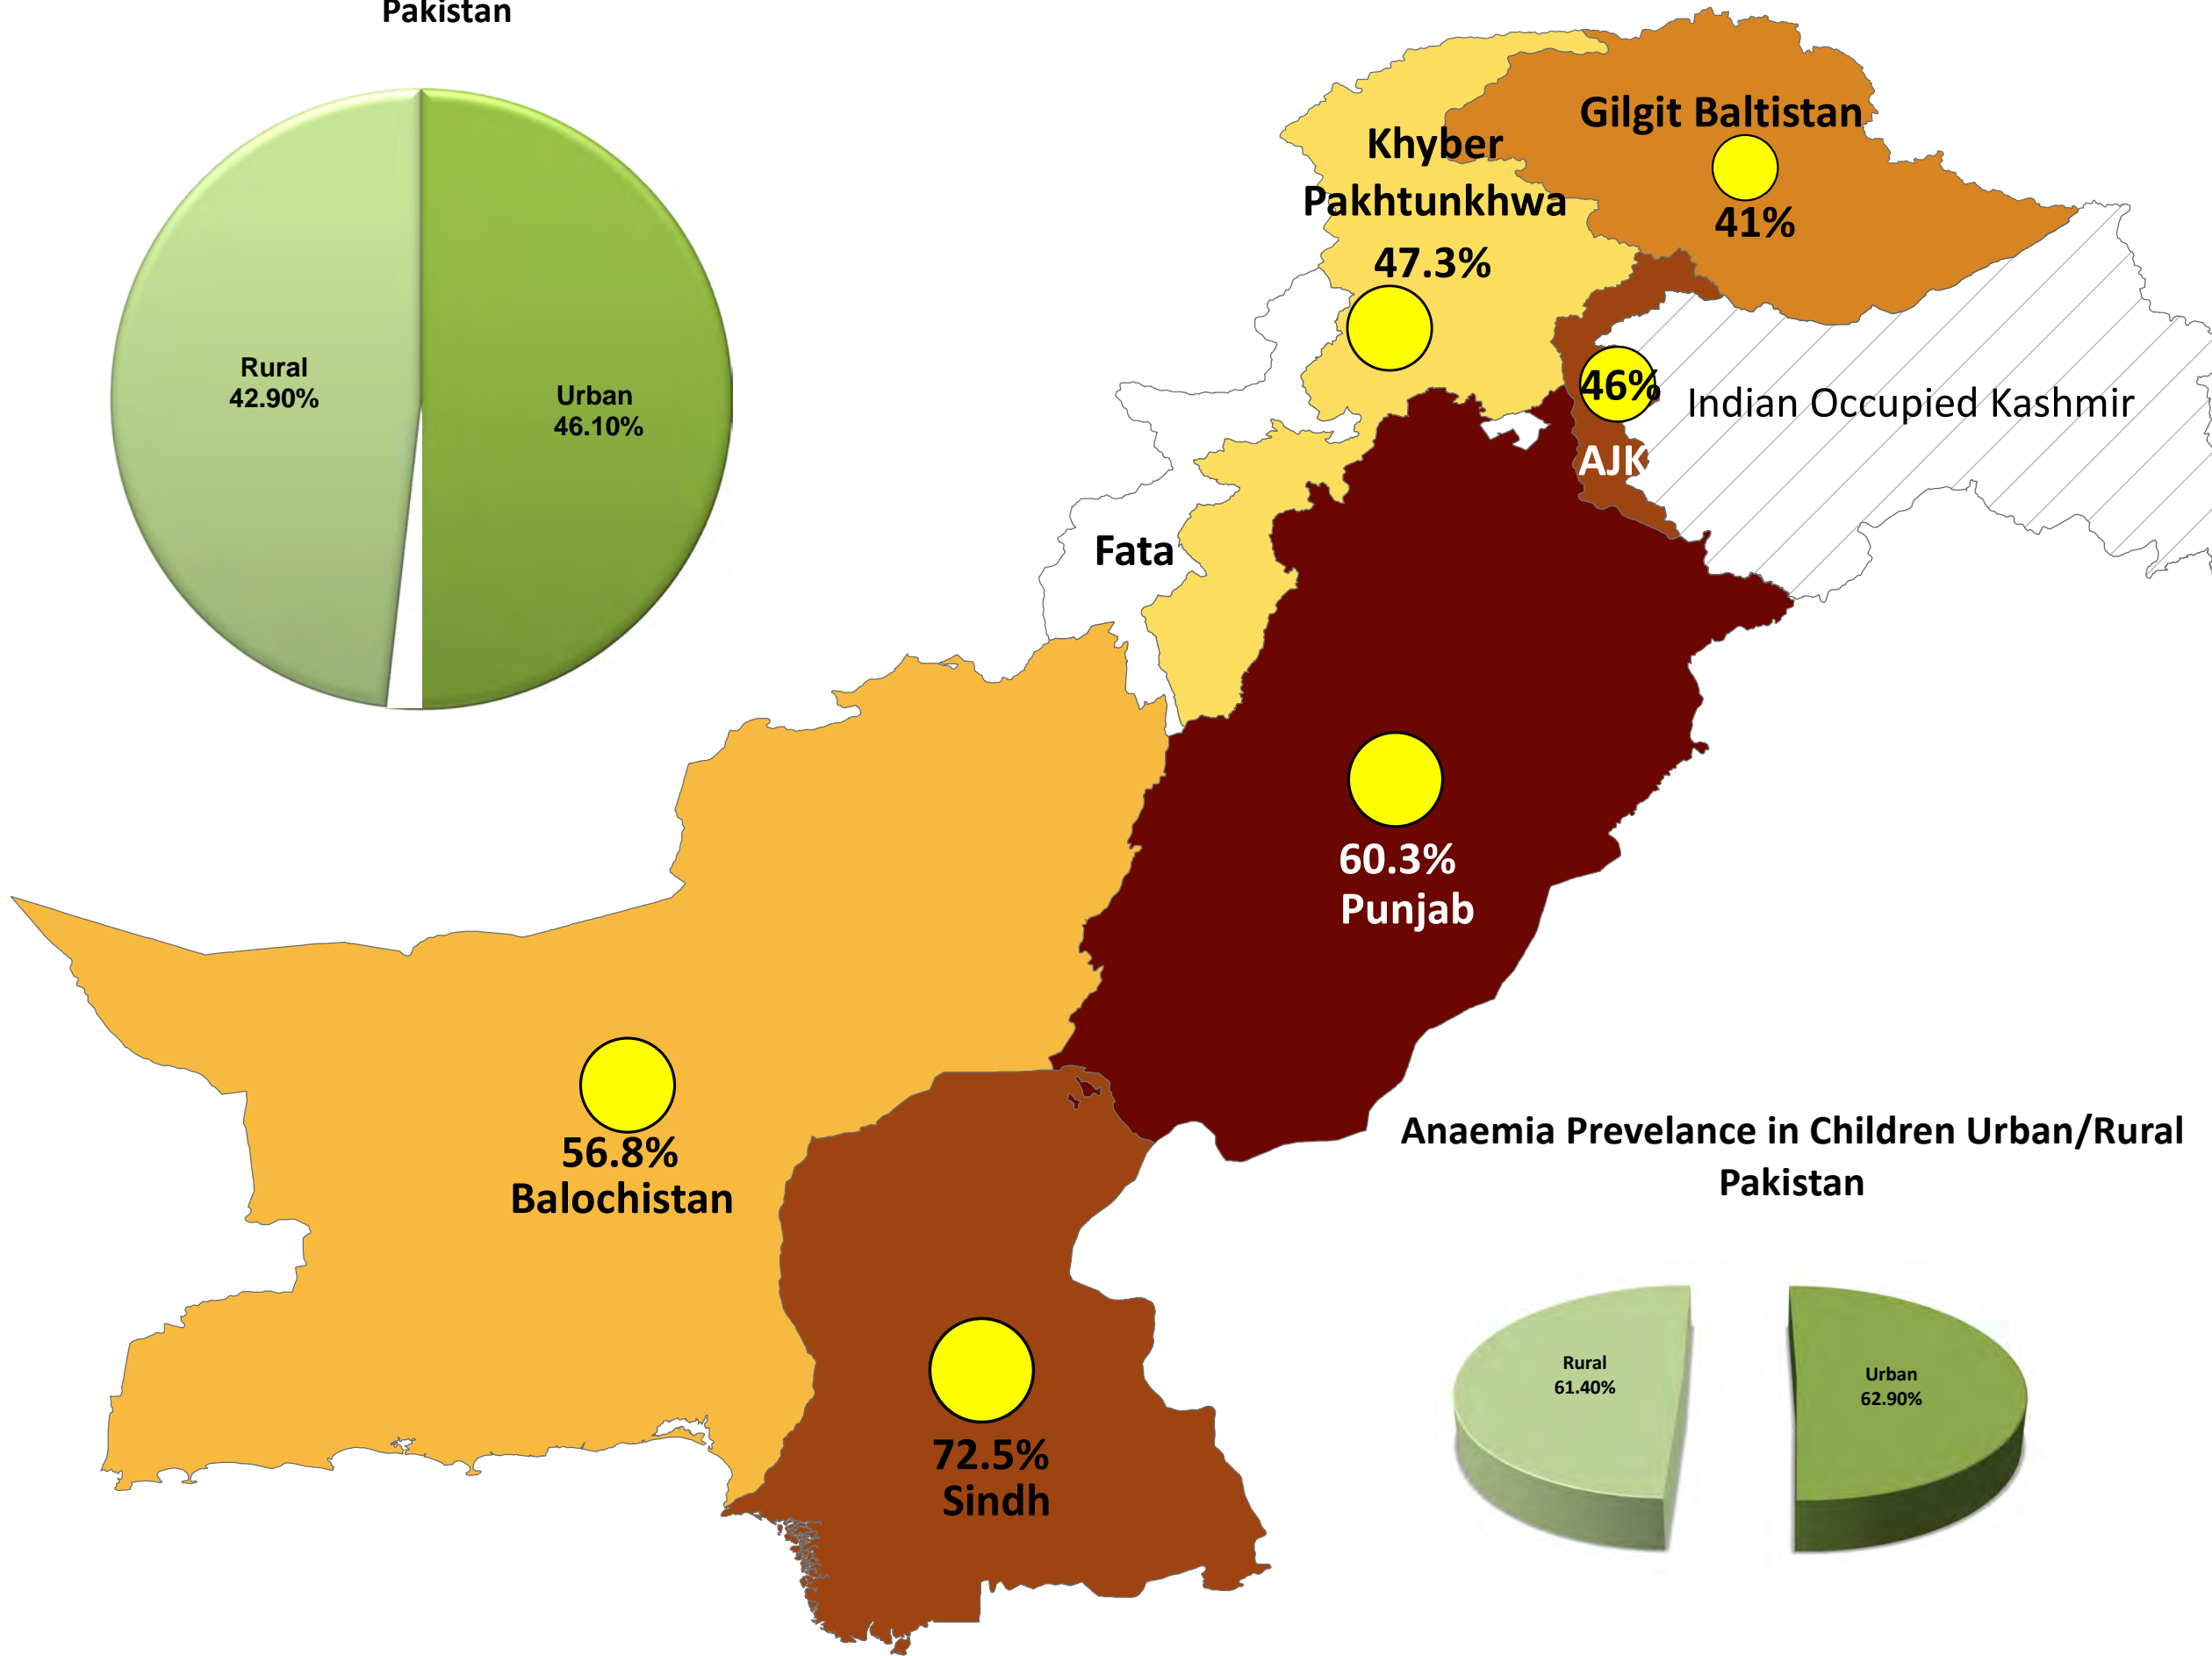 Pakistan
Rural
42.90%
Urban
46.10%
Khyber
Pakhtunkhwa
47.3%
Gilgit Baltistan
41%
46%
AJK
Indian Occupied Kashmir
Fata
60.3%
Punjab
56.8%
Balochistan
72.5%
Sindh
Anaemia Prevelance in Children Urban/Rural
Pakistan
Rural
61.40%
Urban
62.90%